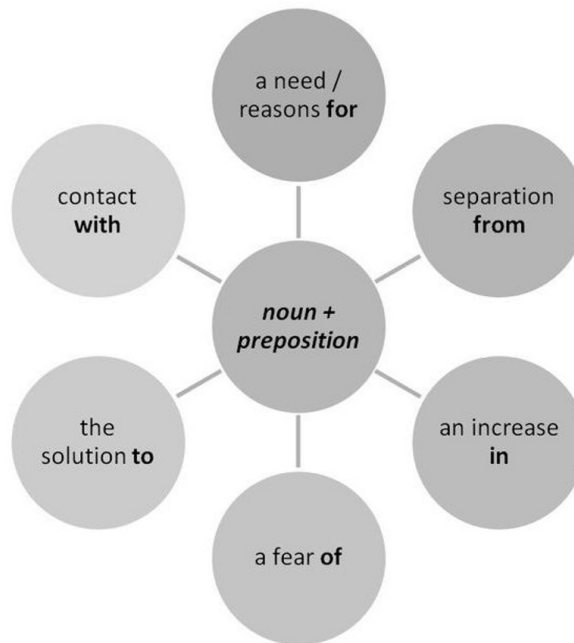 a need /
reasons for
separation
from
an increase
in
a fear of
the
solution to
contact
with
noun +
preposition